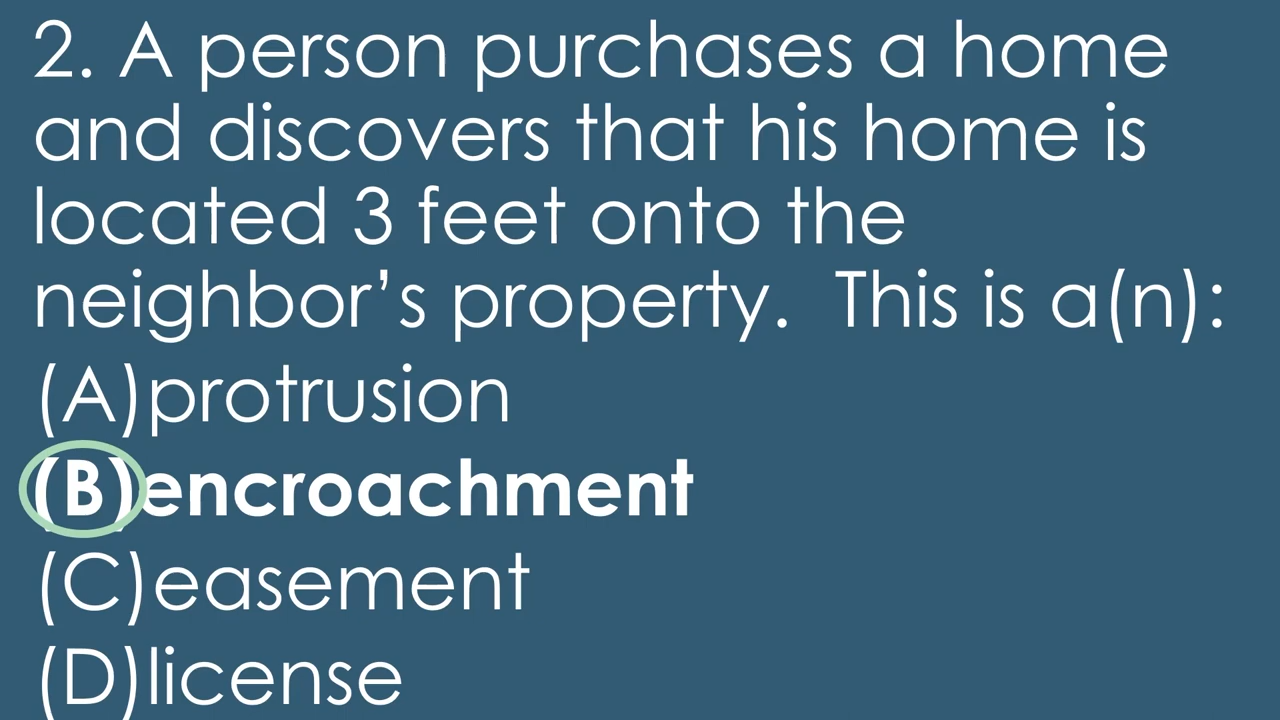 2. A person purchases a home
and discovers that his home is
located 3 feet onto the
neighbor’s property.  This is a(n):
(A)protrusion
(B)encroachment
(C)easement
(D)license